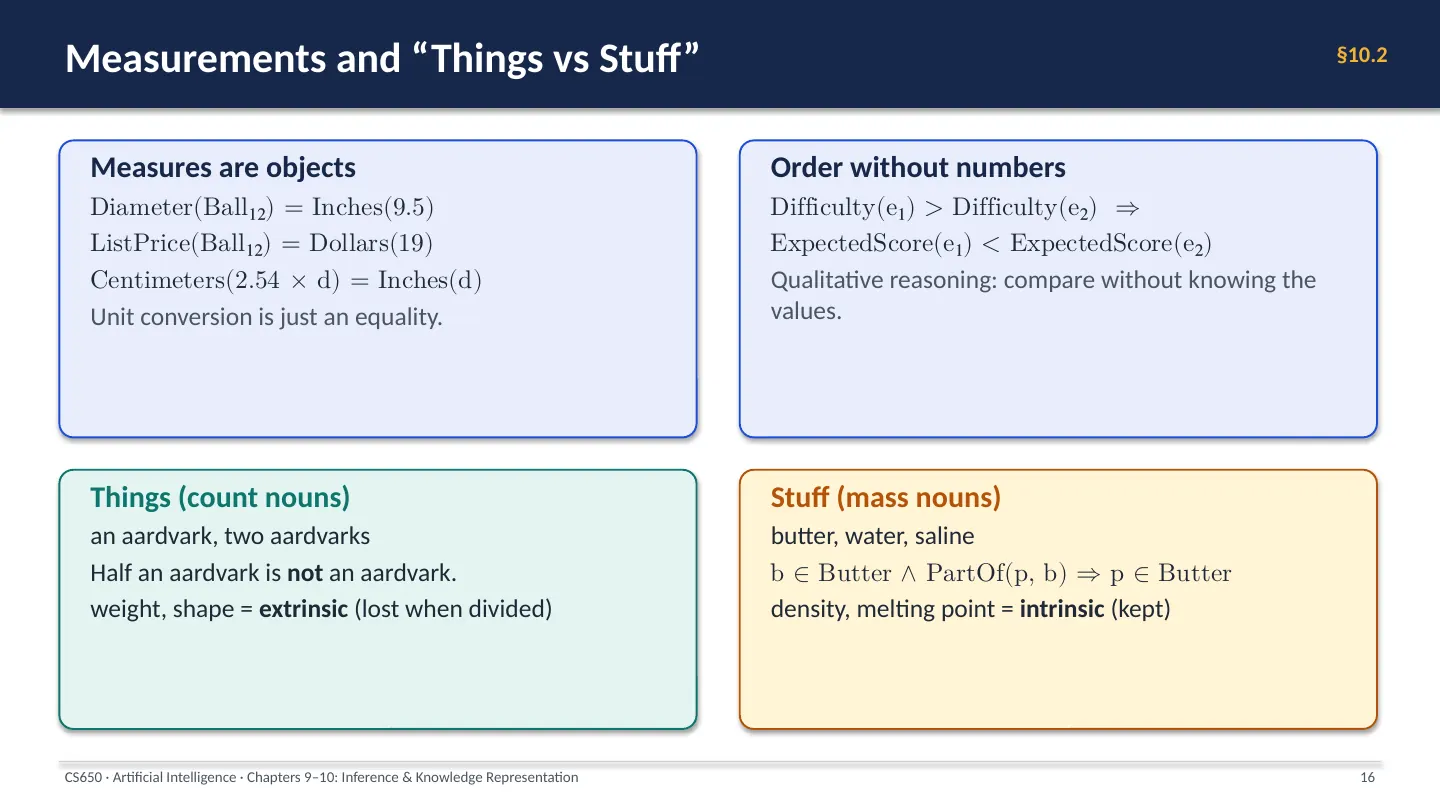 Measurements and “Things vs Stuff”
§10.2
Measures are objects
Diameter(Ball₁₂) = Inches(9.5)
ListPrice(Ball₁₂) = Dollars(19)
Centimeters(2.54 × d) = Inches(d)
Unit conversion is just an equality.
Order without numbers
Difficulty(e₁) > Difficulty(e₂) ⇒
ExpectedScore(e₁) < ExpectedScore(e₂)
Qualitative reasoning: compare without knowing the
values.
Things (count nouns)
an aardvark, two aardvarks
Half an aardvark is not an aardvark.
weight, shape = extrinsic (lost when divided)
Stuff (mass nouns)
butter, water, saline
b ∈ Butter ∧ PartOf(p, b) ⇒ p ∈ Butter
density, melting point = intrinsic (kept)
CS650 · Artificial Intelligence · Chapters 9–10: Inference & Knowledge Representation
16